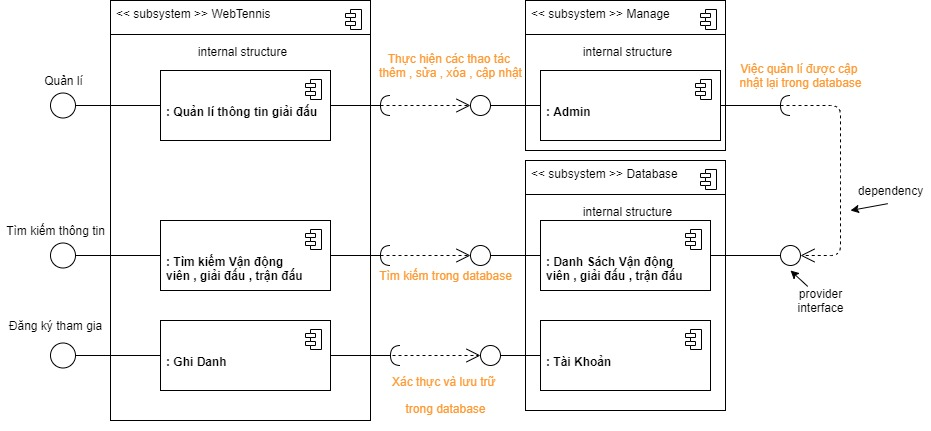 << subsystem >> WebTennis
internal structure
Quản lí
: Quản lí thông tin giải đấu
Tìm kiếm thông tin
: Tìm kiếm Vận động
viên , giải đấu , trận đấu
Đăng ký tham gia
: Ghi Danh
Thực hiện các thao tác
thêm , sửa , xóa , cập nhật
Tìm kiếm trong database
Xác thực và lưu trữ
trong database
<< subsystem >> Manage
internal structure
: Admin
<< subsystem >> Database
internal structure
: Danh Sách Vận động
viên , giải đấu , trận đấu
: Tài Khoản
Việc quản lí được cập
nhật lại trong database
dependency
provider
interface